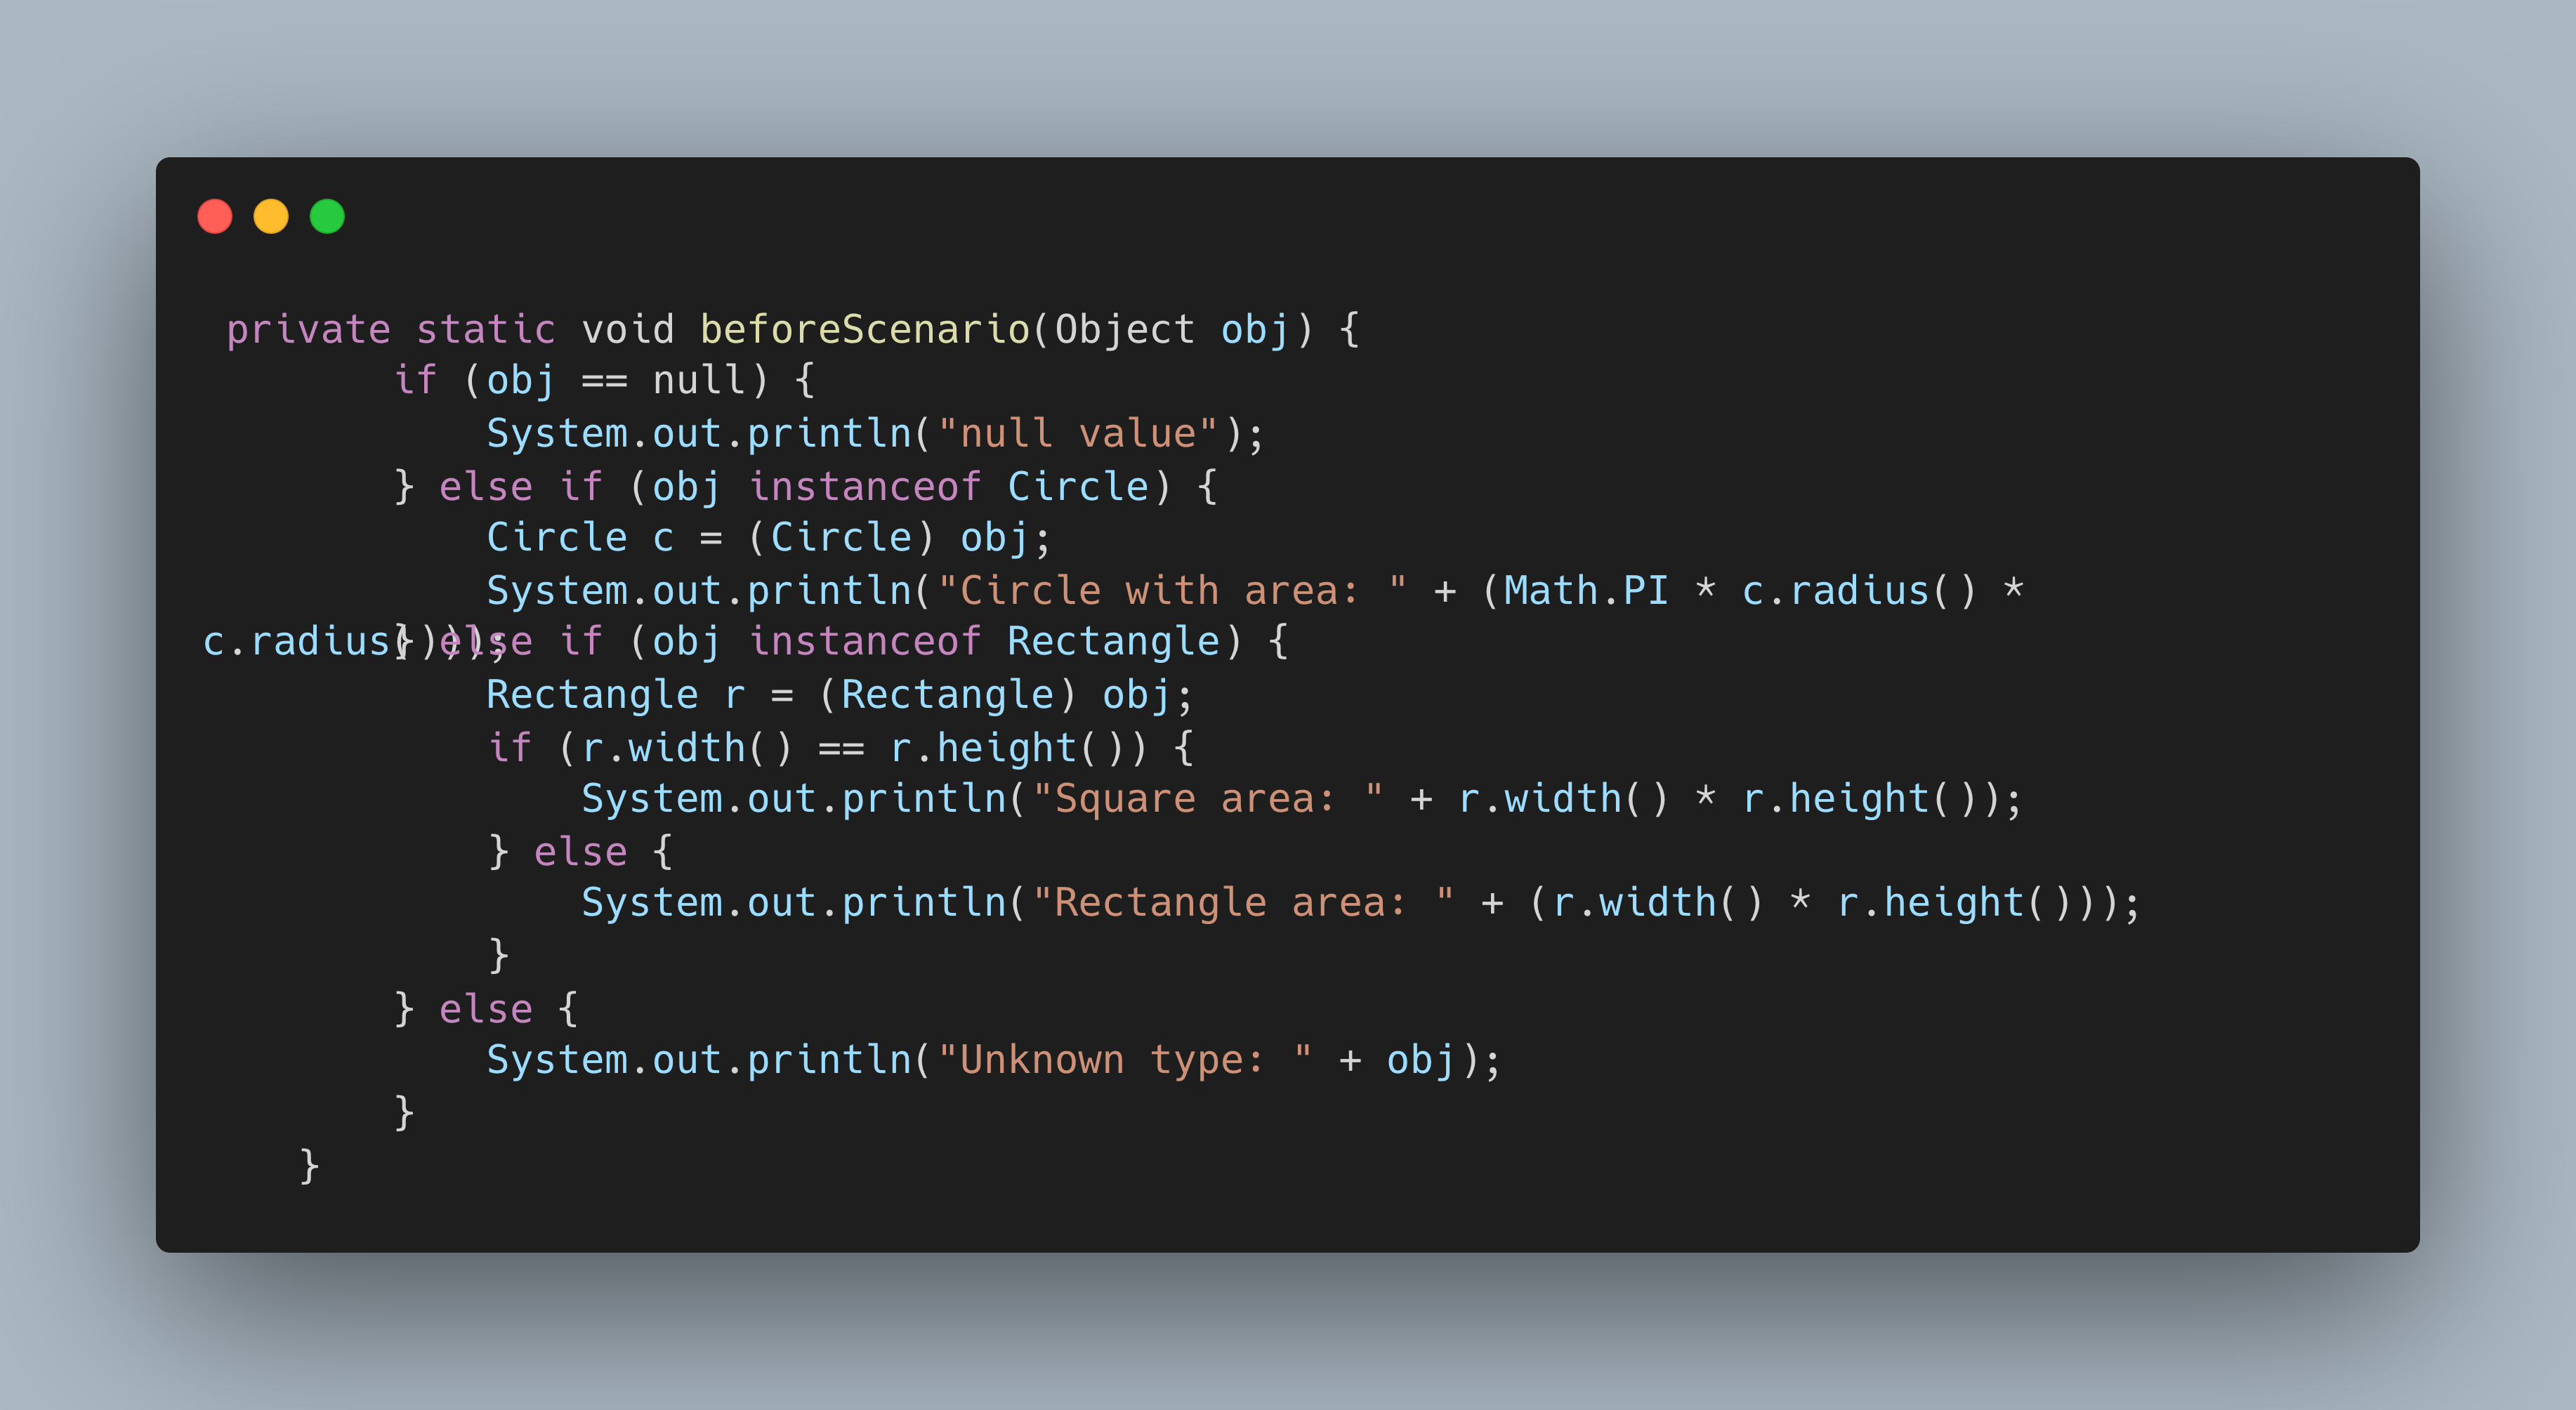 private static void beforeScenario(Object obj) {
if (obj == null) {
System.out.println("null value");
} else if (obj instanceof Circle) {
Circle c = (Circle) obj;
System.out.println("Circle with area: " + (Math.PI * c.radius() *
c.radius()));
} else if (obj instanceof Rectangle) {
Rectangle r = (Rectangle) obj;
if (r.width() == r.height()) {
System.out.println("Square area: " + r.width() * r.height());
} else {
System.out.println("Rectangle area: " + (r.width() * r.height()));
}
} else {
System.out.println("Unknown type: " + obj);
}
}